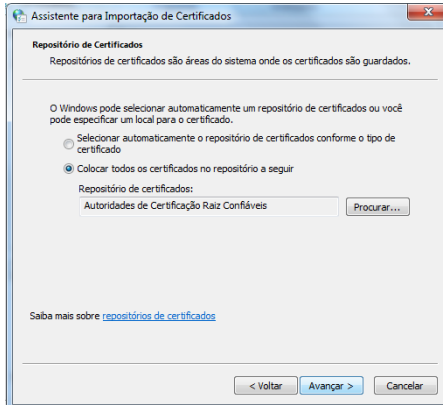 Assistente para Importação de Certificados
Repositório de Certificados
Repositórios de certificados são áreas do sistema onde os certificados são guardados.
O Windows pode selecionar automaticamente um repositório de certificados ou você
pode especificar um local para o certificado.
Selecionar automaticamente o repositório de certificados conforme o tipo de
certificado
Colocar todos os certificados no repositório a seguir
Repositório de certificados:
Autoridades de Certificação Raiz Confiáveis
Procurar...
Saiba mais sobre repositórios de certificados
< Voltar
Avançar >
Cancelar